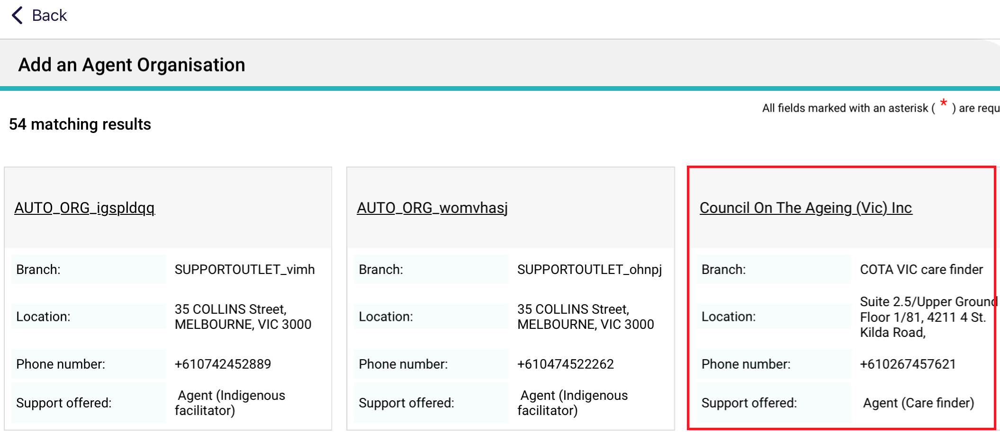 Back
Add an Agent Organisation
All fields marked with an asterisk ( * ) are
54 matching results
AUTO_ORG_igspldqq
Branch: SUPPORTOUTLET_vimh
Location: 35 COLLINS Street,
MELBOURNE, VIC 3000
Phone number: +610742452889
Support offered: Agent (Indigenous
facilitator)
AUTO_ORG_womvhasj
Branch: SUPPORTOUTLET_ohnpj
Location: 35 COLLINS Street,
MELBOURNE, VIC 3000
Phone number: +610474522262
Support offered: Agent (Indigenous
facilitator)
Council On The Ageing (Vic) Inc
Branch: COTA VIC care finder
Location: Suite 2.5/Upper Ground
Floor 1/81, 4211 4 St.
Kilda Road,
Phone number: +610267457621
Support offered: Agent (Care finder)